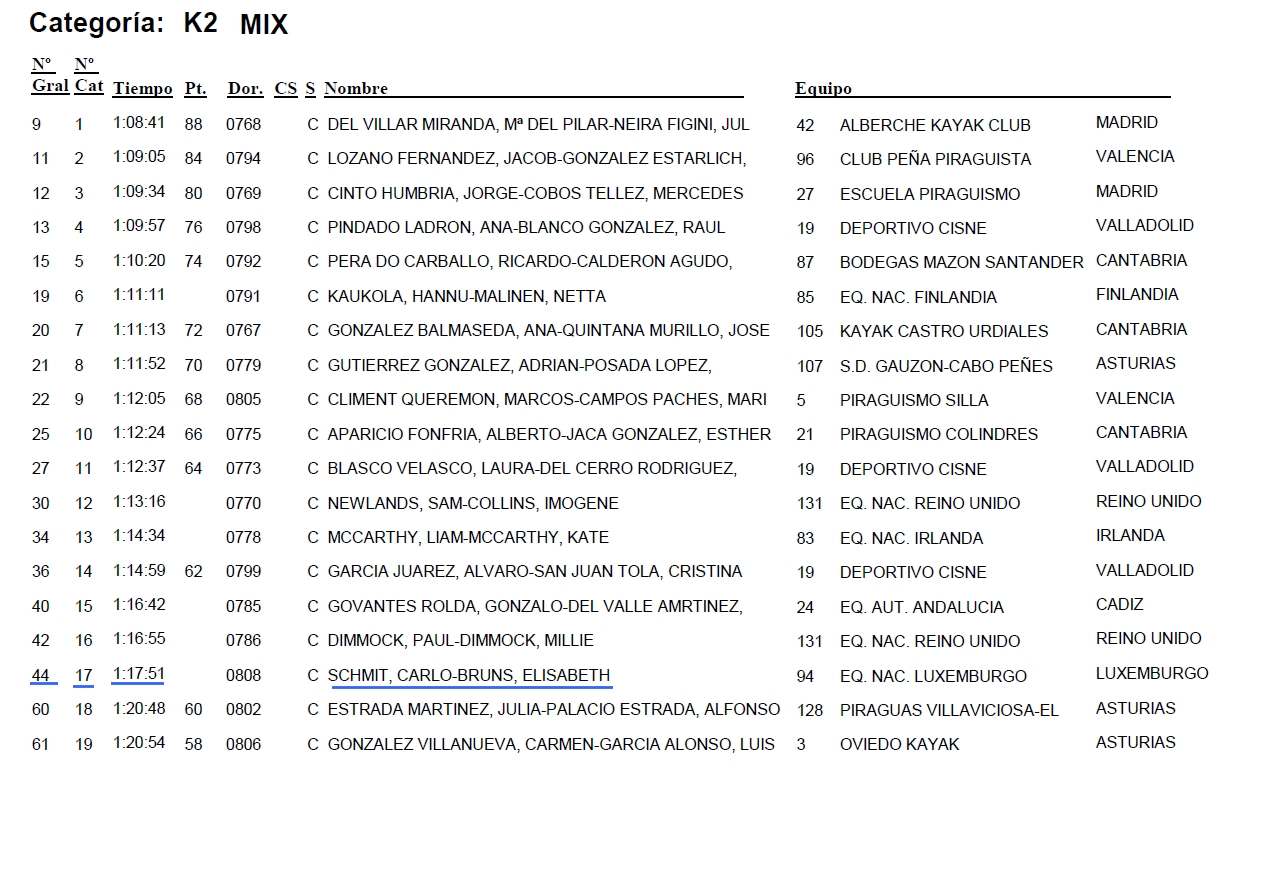 Categoría: K2 MIX
Nº Gral Nº Cat Tiempo Pt. Dor. CS S Nombre Equipo
9 1 1:08:41 88 0768 C DEL VILLAR MIRANDA, Mª DEL PILAR-NEIRA FIGINI, JUL 42 ALBERCHE KAYAK CLUB MADRID
11 2 1:09:05 84 0794 C LOZANO FERNANDEZ, JACOB-GONZALEZ ESTARLICH, 96 CLUB PEÑA PIRAGUISTA VALENCIA
12 3 1:09:34 80 0769 C CINTO HUMBRIA, JORGE-COBOS TELLEZ, MERCEDES 27 ESCUELA PIRAGUISMO MADRID
13 4 1:09:57 76 0798 C PINDADO LADRON, ANA-BLANCO GONZALEZ, RAUL 19 DEPORTIVO CISNE VALLADOLID
15 5 1:10:20 74 0792 C PERA DO CARBALLO, RICARDO-CALDERON AGUDO, 87 BODEGAS MAZON SANTANDER CANTABRIA
19 6 1:11:11 0791 C KAUKOLA, HANNU-MALINEN, NETTA 85 EQ. NAC. FINLANDIA FINLANDIA
20 7 1:11:13 72 0767 C GONZALEZ BALMASEDA, ANA-QUINTANA MURILLO, JOSE 105 KAYAK CASTRO URDIALES CANTABRIA
21 8 1:11:52 70 0779 C GUTIERREZ GONZALEZ, ADRIAN-POSADA LOPEZ, 107 S.D. GAUZON-CABO PEÑES ASTURIAS
22 9 1:12:05 68 0805 C CLIMENT QUEREMON, MARCOS-CAMPOS PACHES, MARI 5 PIRAGUISMO SILLA VALENCIA
25 10 1:12:24 66 0775 C APARICIO FONFRIA, ALBERTO-JACA GONZALEZ, ESTHER 21 PIRAGUISMO COLINDRES CANTABRIA
27 11 1:12:37 64 0773 C BLASCO VELASCO, LAURA-DEL CERRO RODRIGUEZ, 19 DEPORTIVO CISNE VALLADOLID
30 12 1:13:16 0770 C NEWLANDS, SAM-COLLINS, IMOGENE 131 EQ. NAC. REINO UNIDO REINO UNIDO
34 13 1:14:34 0778 C MCCARTHY, LIAM-MCCARTHY, KATE 83 EQ. NAC. IRLANDA IRLANDA
36 14 1:14:59 62 0799 C GARCIA JUAREZ, ALVARO-SAN JUAN TOLA, CRISTINA 19 DEPORTIVO CISNE VALLADOLID
40 15 1:16:42 0785 C GOVANTES ROLDA, GONZALO-DEL VALLE AMRTINEZ, 24 EQ. AUT. ANDALUCIA CADIZ
42 16 1:16:55 0786 C DIMMOCK, PAUL-DIMMOCK, MILLIE 131 EQ. NAC. REINO UNIDO REINO UNIDO
44 17 1:17:51 0808 C SCHMIT, CARLO-BRUNS, ELISABETH 94 EQ. NAC. LUXEMBURGO LUXEMBURGO
60 18 1:20:48 60 0802 C ESTRADA MARTINEZ, JULIA-PALACIO ESTRADA, ALFONSO 128 PIRAGUAS VILLAVICIOSA-EL ASTURIAS
61 19 1:20:54 58 0806 C GONZALEZ VILLANUEVA, CARMEN-GARCIA ALONSO, LUIS 3 OVIEDO KAYAK ASTURIAS